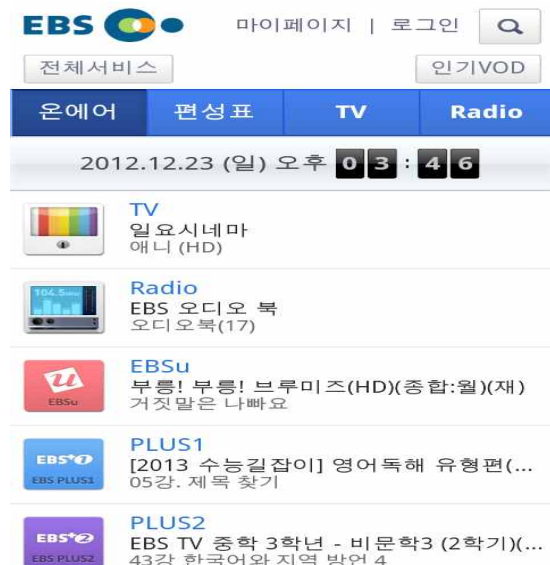 EBS
마이페이지 | 로그인
전체서비스
인기VOD
온에어 편성표 TV Radio
2012.12.23 (일) 오후 03:46
TV
일요시네마
애니 (HD)
104.5
Radio
EBS 오디오 북
오디오북(17)
u
EBSu
EBSu
부릉! 부릉! 브루미즈(HD)(종합:월)(재)
거짓말은 나빠요
EBS+1
EBS PLUS1
PLUS1
[2013 수능길잡이] 영어독해 유형편(...
05강. 제목 찾기
EBS+2
EBS PLUS2
PLUS2
EBS TV 중학 3학년 - 비문학3 (2학기)(...
43강 한국어와 지역 방언 4